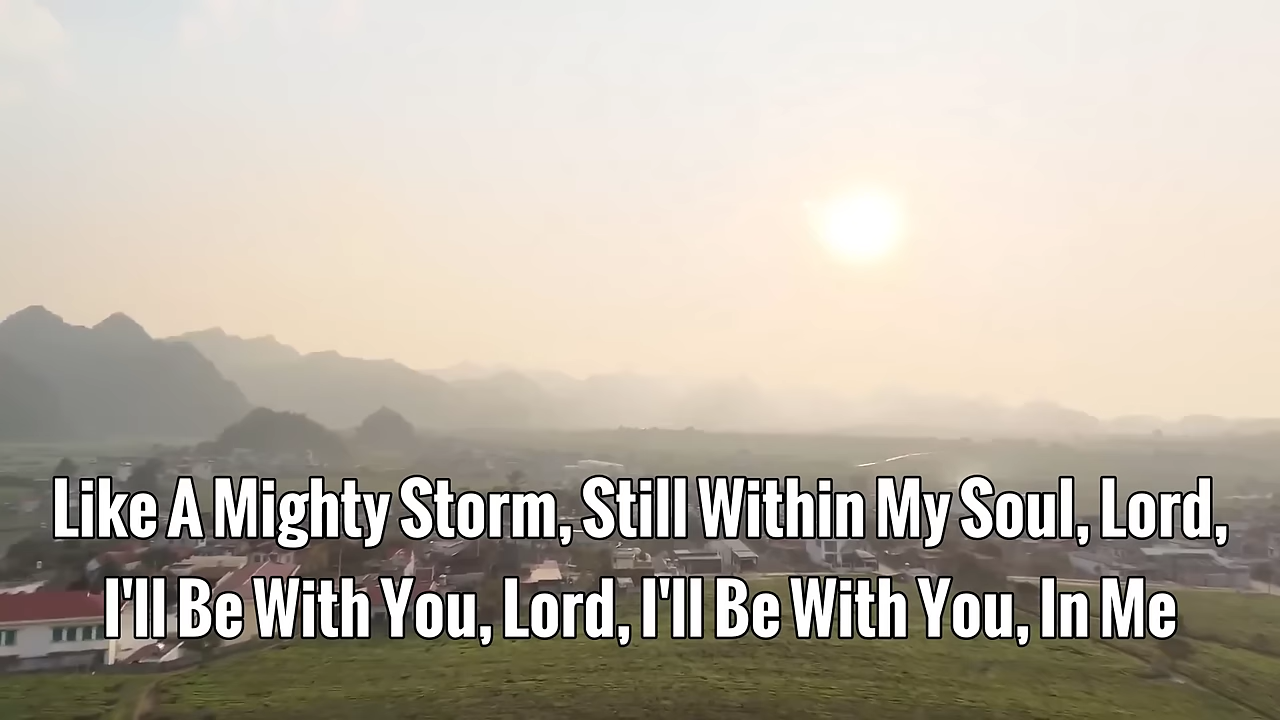 Like A Mighty Storm, Still Within My Soul, Lord,
I'll Be With You, Lord, I'll Be With You, In Me